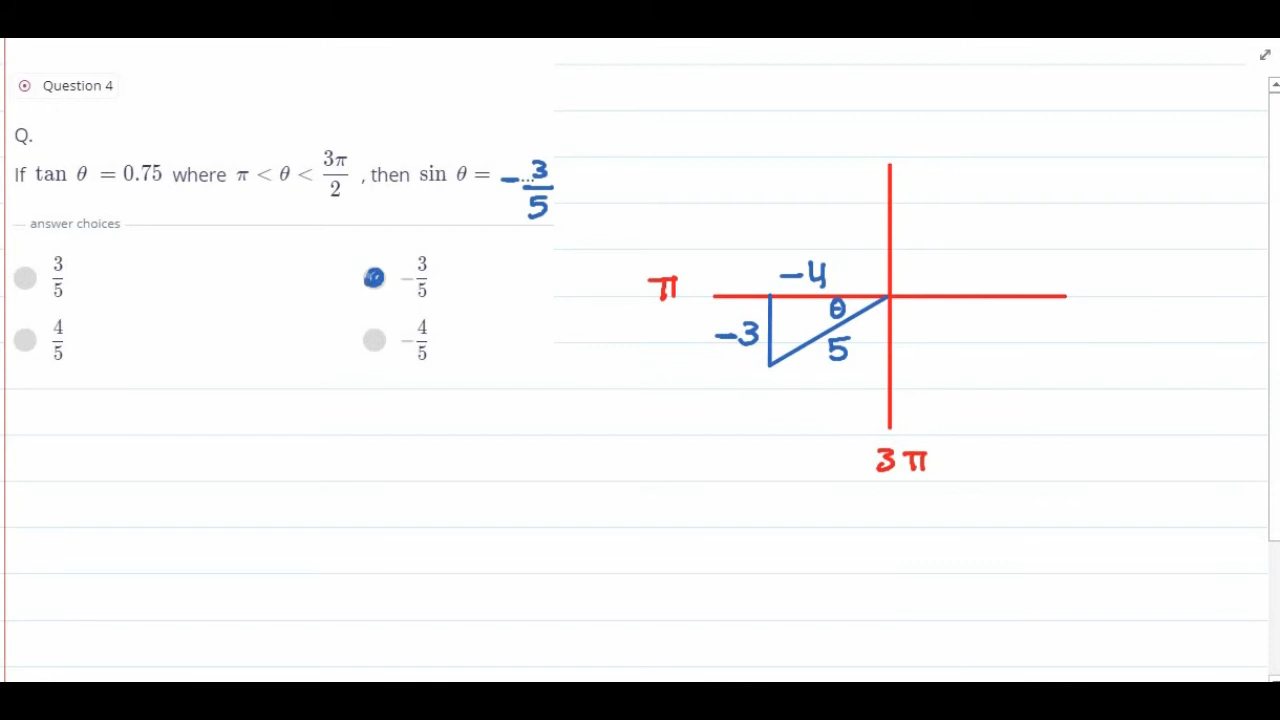 Question 4
Q.
If tan θ = 0.75 where π < θ < 3π/2 , then sin θ = ... -3/5
answer choices
3/5
-3/5
4/5
-4/5
π
-4
θ
-3
5
3π